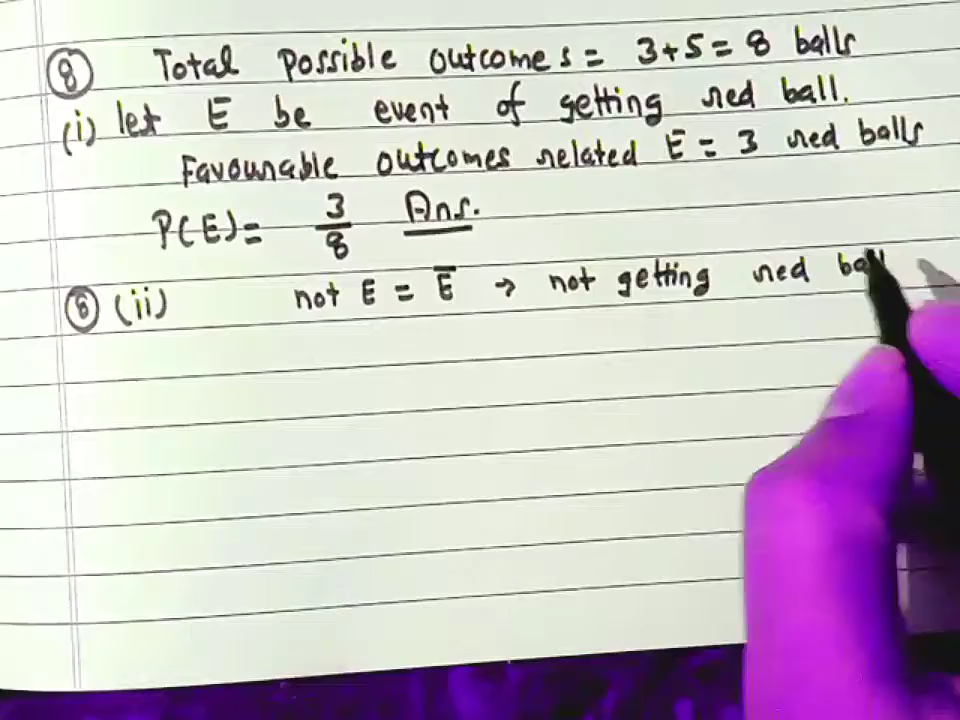 8 Total possible outcomes = 3+5 = 8 balls
(i) let E be event of getting red ball.
Favourable outcomes related E = 3 red balls
P(E) = 3/8 Ans.
8 (ii) not E = E̅ → not getting red ball